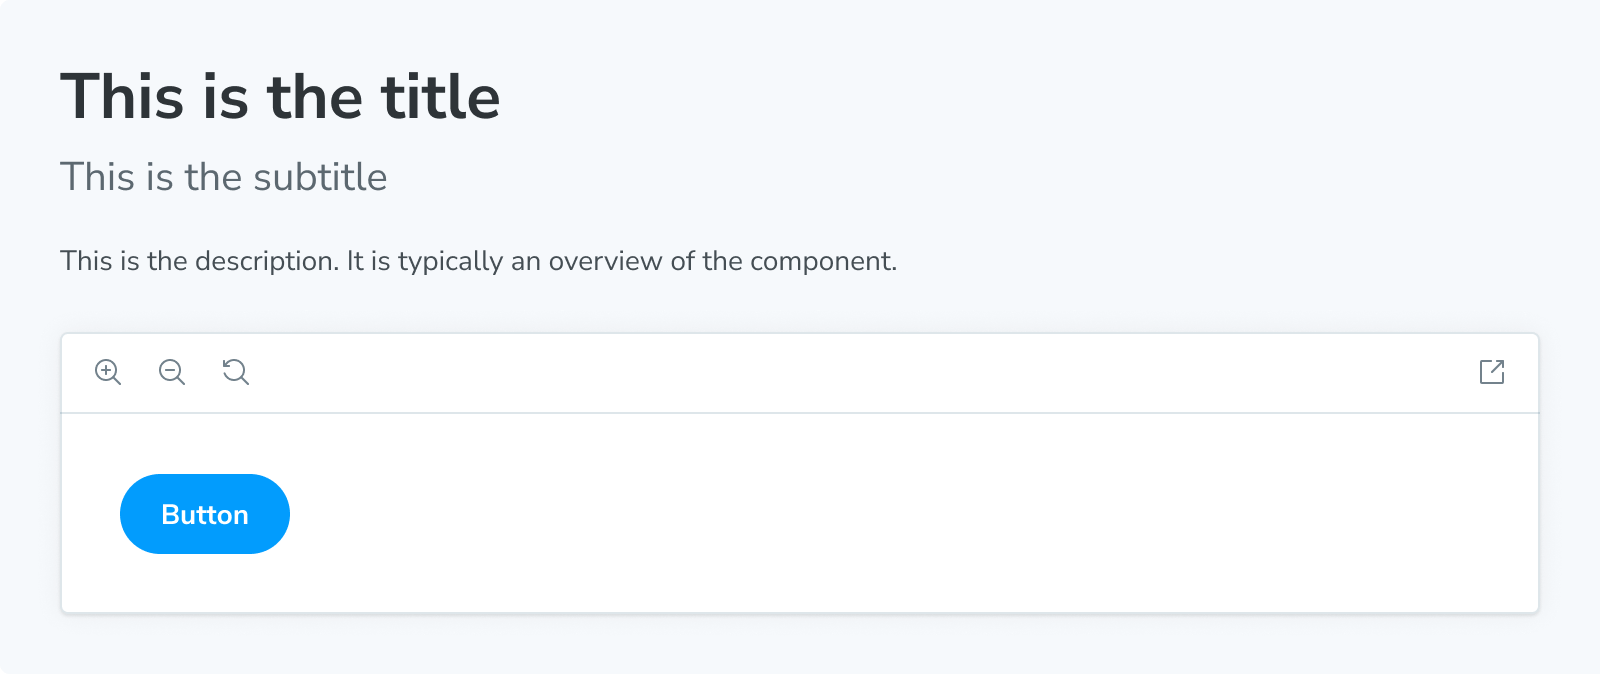 This is the title
This is the subtitle
This is the description. It is typically an overview of the component.
Button